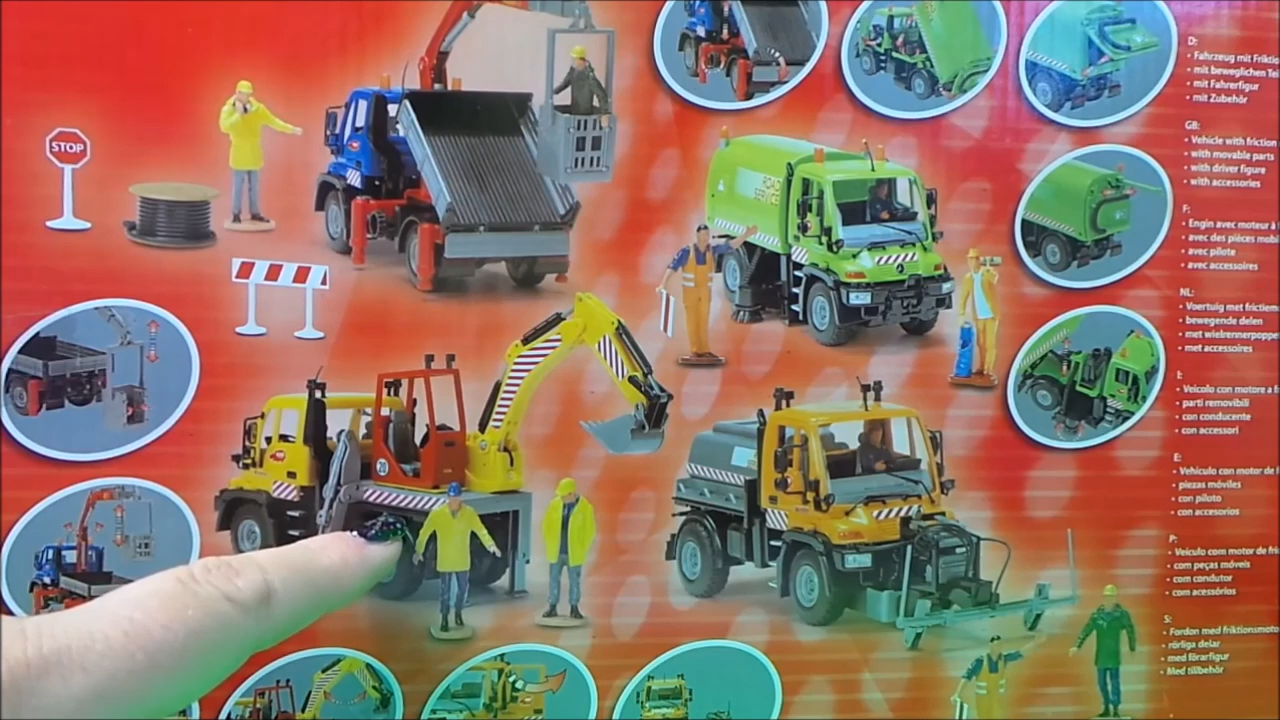 STOP
ROAD
SERVICE
20
D:
• Fahrzeug mit Frikti
• mit beweglichen Tei
• mit Fahrerfigur
• mit Zubehör
GB:
• Vehicle with friction
• with movable parts
• with driver figure
• with accessories
F:
• Engin avec moteur à
• avec des pièces mobi
• avec pilote
• avec accessoires
NL:
• Voertuig met friction
• bewegende delen
• met wielrennerpoppe
• met accessoires
I:
• Veicolo con motore a f
• parti removibili
• con conducente
• con accessori
E:
• Vehículo con motor de
• piezas móviles
• con piloto
• con accesorios
P:
• Veículo com motor de fri
• com peças móveis
• com condutor
• com acessórios
S:
• Fordon med friktionsmoto
• rörliga delar
• med förarfigur
• Med tillbehör